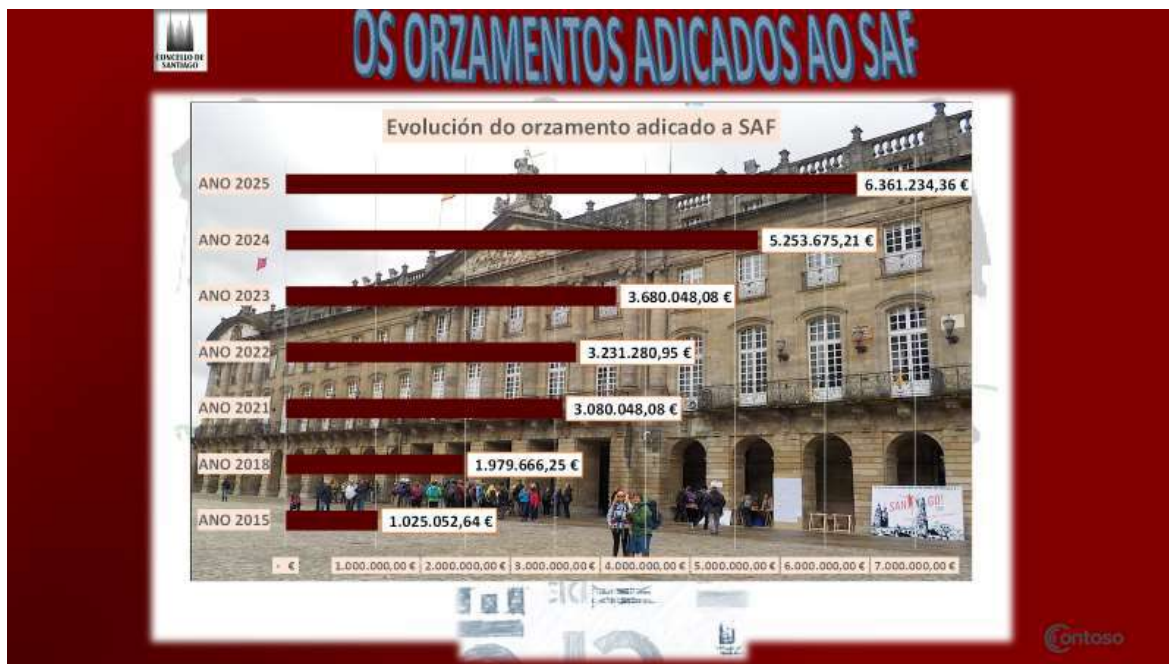 CONCELLO DE
SANTIAGO
OS ORZAMENTOS ADICADOS AO SAF
Evolución do orzamento adicado a SAF
ANO 2025 6.361.234,36 €
ANO 2024 5.253.675,21 €
ANO 2023 3.680.048,08 €
ANO 2022 3.231.280,95 €
ANO 2021 3.080.048,08 €
ANO 2018 1.979.666,25 €
ANO 2015 1.025.052,64 €
- € 1.000.000,00 € 2.000.000,00 € 3.000.000,00 € 4.000.000,00 € 5.000.000,00 € 6.000.000,00 € 7.000.000,00 €
Contoso